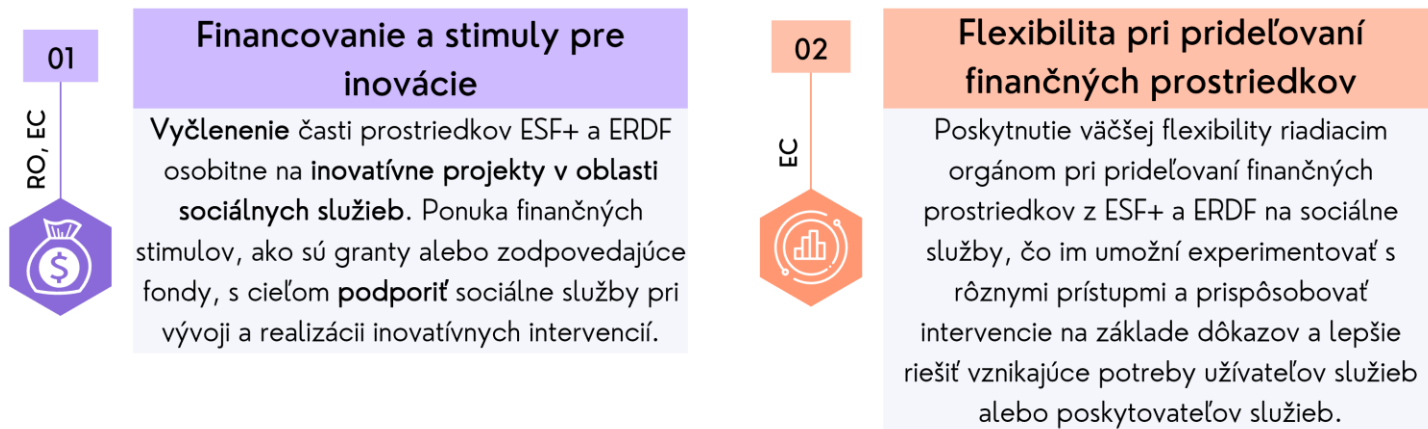 01
RO, EC
Financovanie a stimuly pre
inovácie
Vyčlenenie časti prostriedkov ESF+ a ERDF
osobitne na inovatívne projekty v oblasti
sociálnych služieb. Ponuka finančných
stimulov, ako sú granty alebo zodpovedajúce
fondy, s cieľom podporiť sociálne služby pri
vývoji a realizácii inovatívnych intervencií.
$
02
EC
Flexibilita pri prideľovaní
finančných prostriedkov
Poskytnutie väčšej flexibility riadiacim
orgánom pri prideľovaní finančných
prostriedkov z ESF+ a ERDF na sociálne
služby, čo im umožní experimentovať s
rôznymi prístupmi a prispôsobovať
intervencie na základe dôkazov a lepšie
riešiť vznikajúce potreby užívateľov služieb
alebo poskytovateľov služieb.